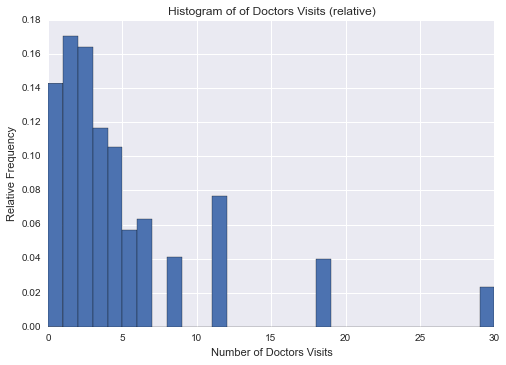 Histogram of of Doctors Visits (relative)
0.18
0.16
0.14
0.12
0.10
0.08
0.06
0.04
0.02
0.00
Relative Frequency
0 5 10 15 20 25 30
Number of Doctors Visits